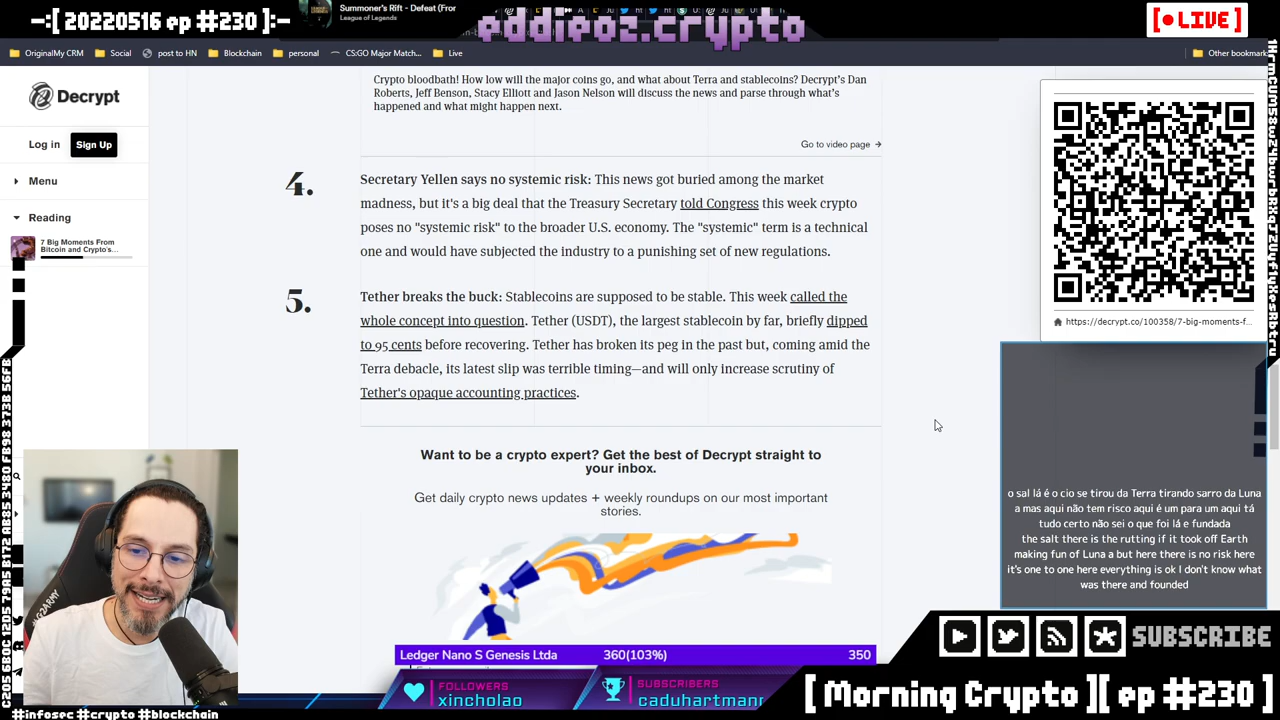 -:[ 20220516 ep #230 ]:-
Summoner's Rift - Defeat (Fror
League of Legends
eddieoz.crypto
[ LIVE ]
OriginalMy CRM
Social
post to HN
Blockchain
personal
CS:GO Major Match...
Live
Other bookmark
Decrypt
Log in
Sign Up
Menu
Reading
7 Big Moments From
Bitcoin and Crypto's...
Crypto bloodbath! How low will the major coins go, and what about Terra and stablecoins? Decrypt's Dan
Roberts, Jeff Benson, Stacy Elliott and Jason Nelson will discuss the news and parse through what's
happened and what might happen next.
Go to video page →
4.
Secretary Yellen says no systemic risk: This news got buried among the market
madness, but it's a big deal that the Treasury Secretary told Congress this week crypto
poses no "systemic risk" to the broader U.S. economy. The "systemic" term is a technical
one and would have subjected the industry to a punishing set of new regulations.
5.
Tether breaks the buck: Stablecoins are supposed to be stable. This week called the
whole concept into question. Tether (USDT), the largest stablecoin by far, briefly dipped
to 95 cents before recovering. Tether has broken its peg in the past but, coming amid the
Terra debacle, its latest slip was terrible timing—and will only increase scrutiny of
Tether's opaque accounting practices.
Want to be a crypto expert? Get the best of Decrypt straight to
your inbox.
Get daily crypto news updates + weekly roundups on our most important
stories.
https://decrypt.co/100358/7-big-moments-f...
o sal lá é o cio se tirou da Terra tirando sarro da Luna
a mas aqui não tem risco aqui é um para um aqui tá
tudo certo não sei o que foi lá e fundada
the salt there is the rutting if it took off Earth
making fun of Luna a but here there is no risk here
it's one to one here everything is ok I don't know what
was there and founded
Ledger Nano S Genesis Ltda
360(103%)
350
FOLLOWERS
xincholao
SUBSCRIBERS
caduhartmann
SUBSCRIBE
[ Morning Crypto ][ ep #230 ]
#infosec #crypto #blockchain